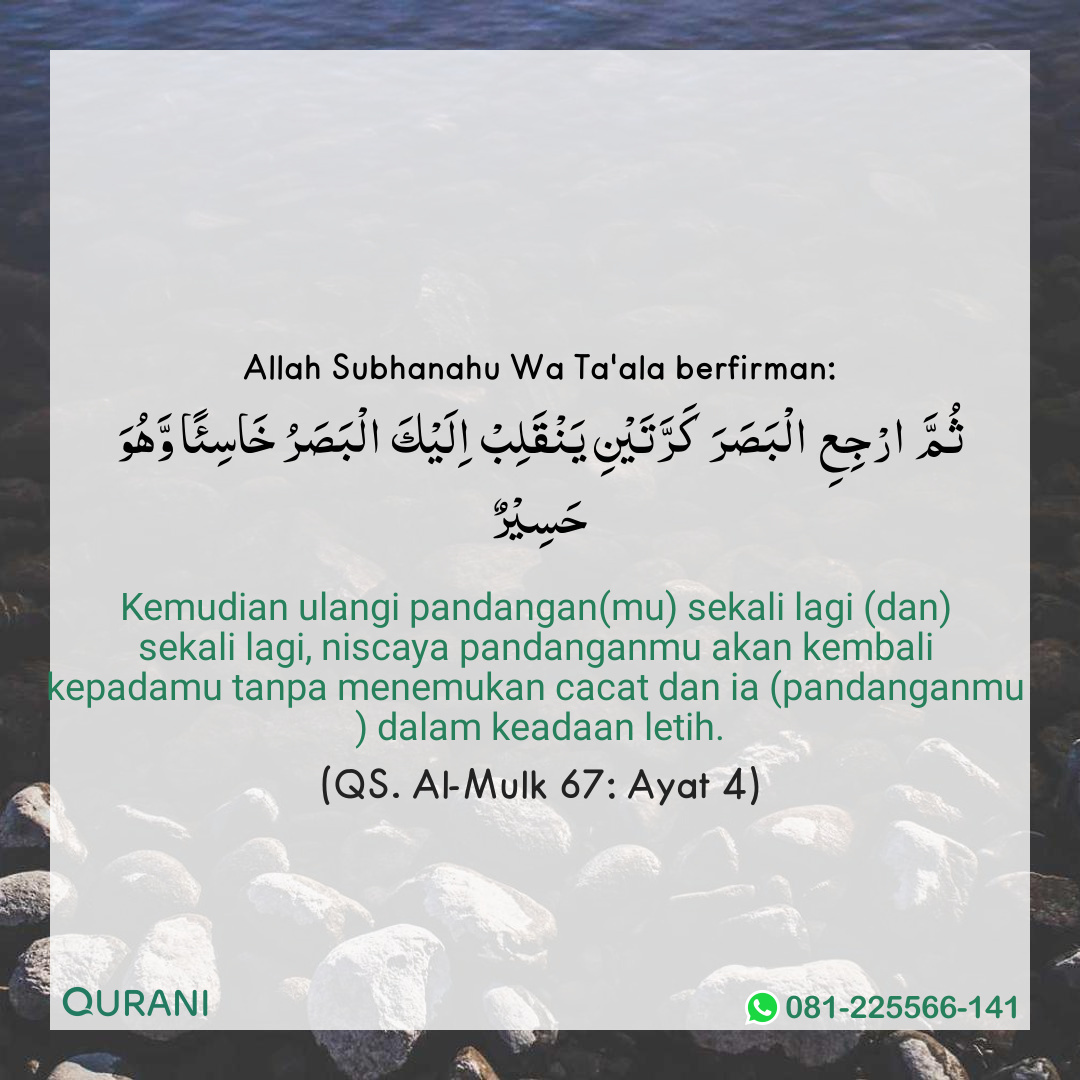 Allah Subhanahu Wa Ta'ala berfirman:
ثُمَّ ارْجِعِ الْبَصَرَ كَرَّتَيْنِ يَنْقَلِبْ اِلَيْكَ الْبَصَرُ خَاسِئًا وَّهُوَ
حَسِيْرٌ
Kemudian ulangi pandangan(mu) sekali lagi (dan)
sekali lagi, niscaya pandanganmu akan kembali
kepadamu tanpa menemukan cacat dan ia (pandanganmu
) dalam keadaan letih.
(QS. Al-Mulk 67: Ayat 4)
QURANI
081-225566-141